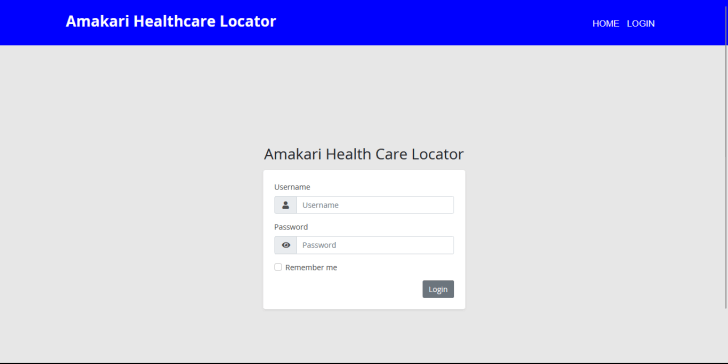 Amakari Healthcare Locator
HOME LOGIN
Amakari Health Care Locator
Username
Username
Password
Password
Remember me
Login